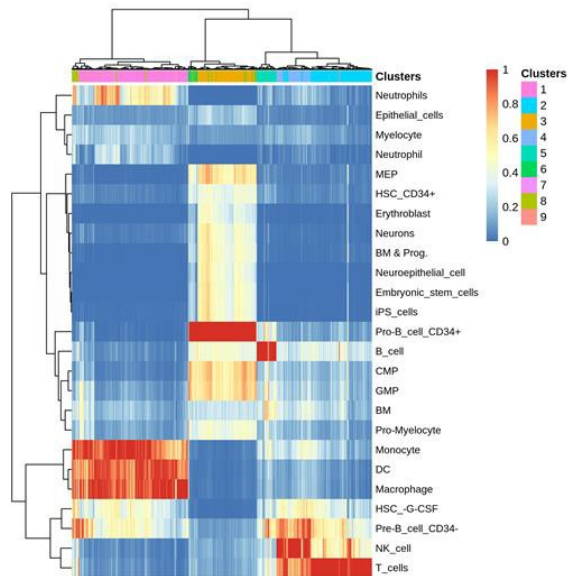 Clusters
Neutrophils
Epithelial_cells
Myelocyte
Neutrophil
MEP
HSC_CD34+
Erythroblast
Neurons
BM & Prog.
Neuroepithelial_cell
Embryonic_stem_cells
iPS_cells
Pro-B_cell_CD34+
B_cell
CMP
GMP
BM
Pro-Myelocyte
Monocyte
DC
Macrophage
HSC_-G-CSF
Pre-B_cell_CD34-
NK_cell
T_cells
1
0.8
0.6
0.4
0.2
0
Clusters
1
2
3
4
5
6
7
8
9